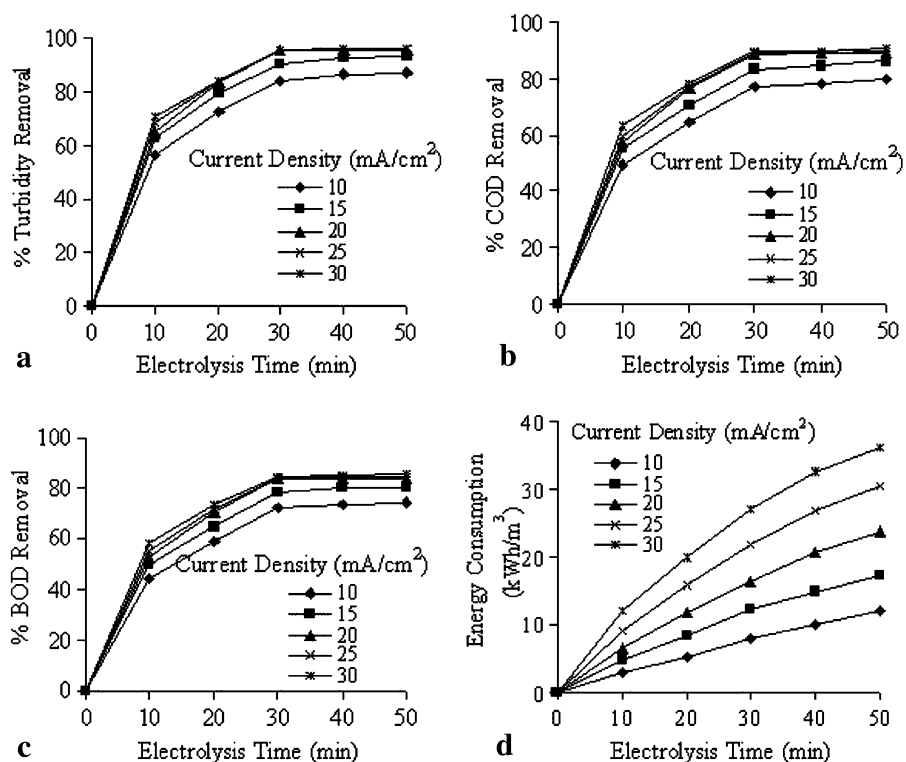 100
80
60
40
20
0
% Turbidity Removal
Current Density (mA/cm²)
10
15
20
25
30
0 10 20 30 40 50
Electrolysis Time (min)
a
100
80
60
40
20
0
% COD Removal
Current Density (mA/cm²)
10
15
20
25
30
0 10 20 30 40 50
Electrolysis Time (min)
b
100
80
60
40
20
0
% BOD Removal
Current Density (mA/cm²)
10
15
20
25
30
0 10 20 30 40 50
Electrolysis Time (min)
c
40
30
20
10
0
Energy Consumption
(kWh/m³)
Current Density (mA/cm²)
10
15
20
25
30
0 10 20 30 40 50
Electrolysis Time (min)
d